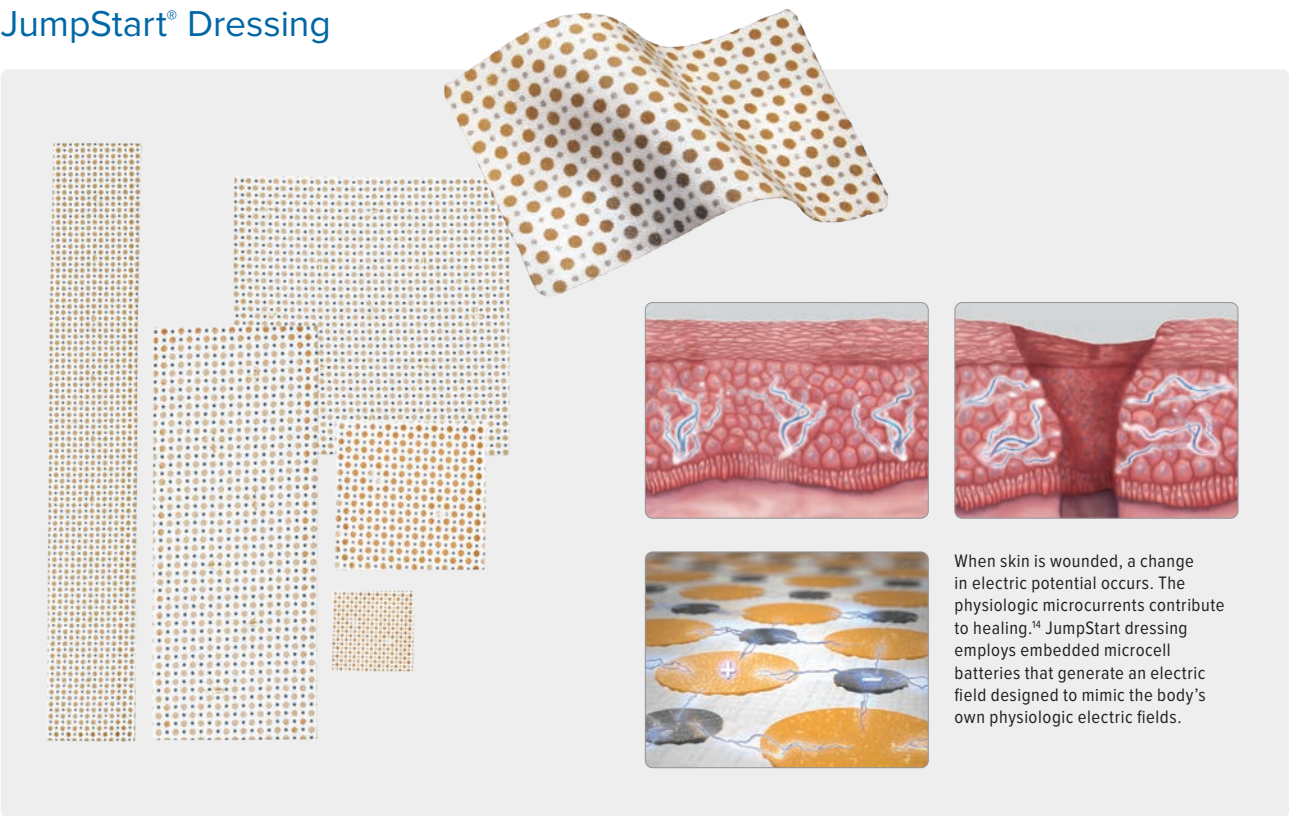 JumpStart® Dressing
When skin is wounded, a change
in electric potential occurs. The
physiologic microcurrents contribute
to healing.¹⁴ JumpStart dressing
employs embedded microcell
batteries that generate an electric
field designed to mimic the body’s
own physiologic electric fields.
+
–